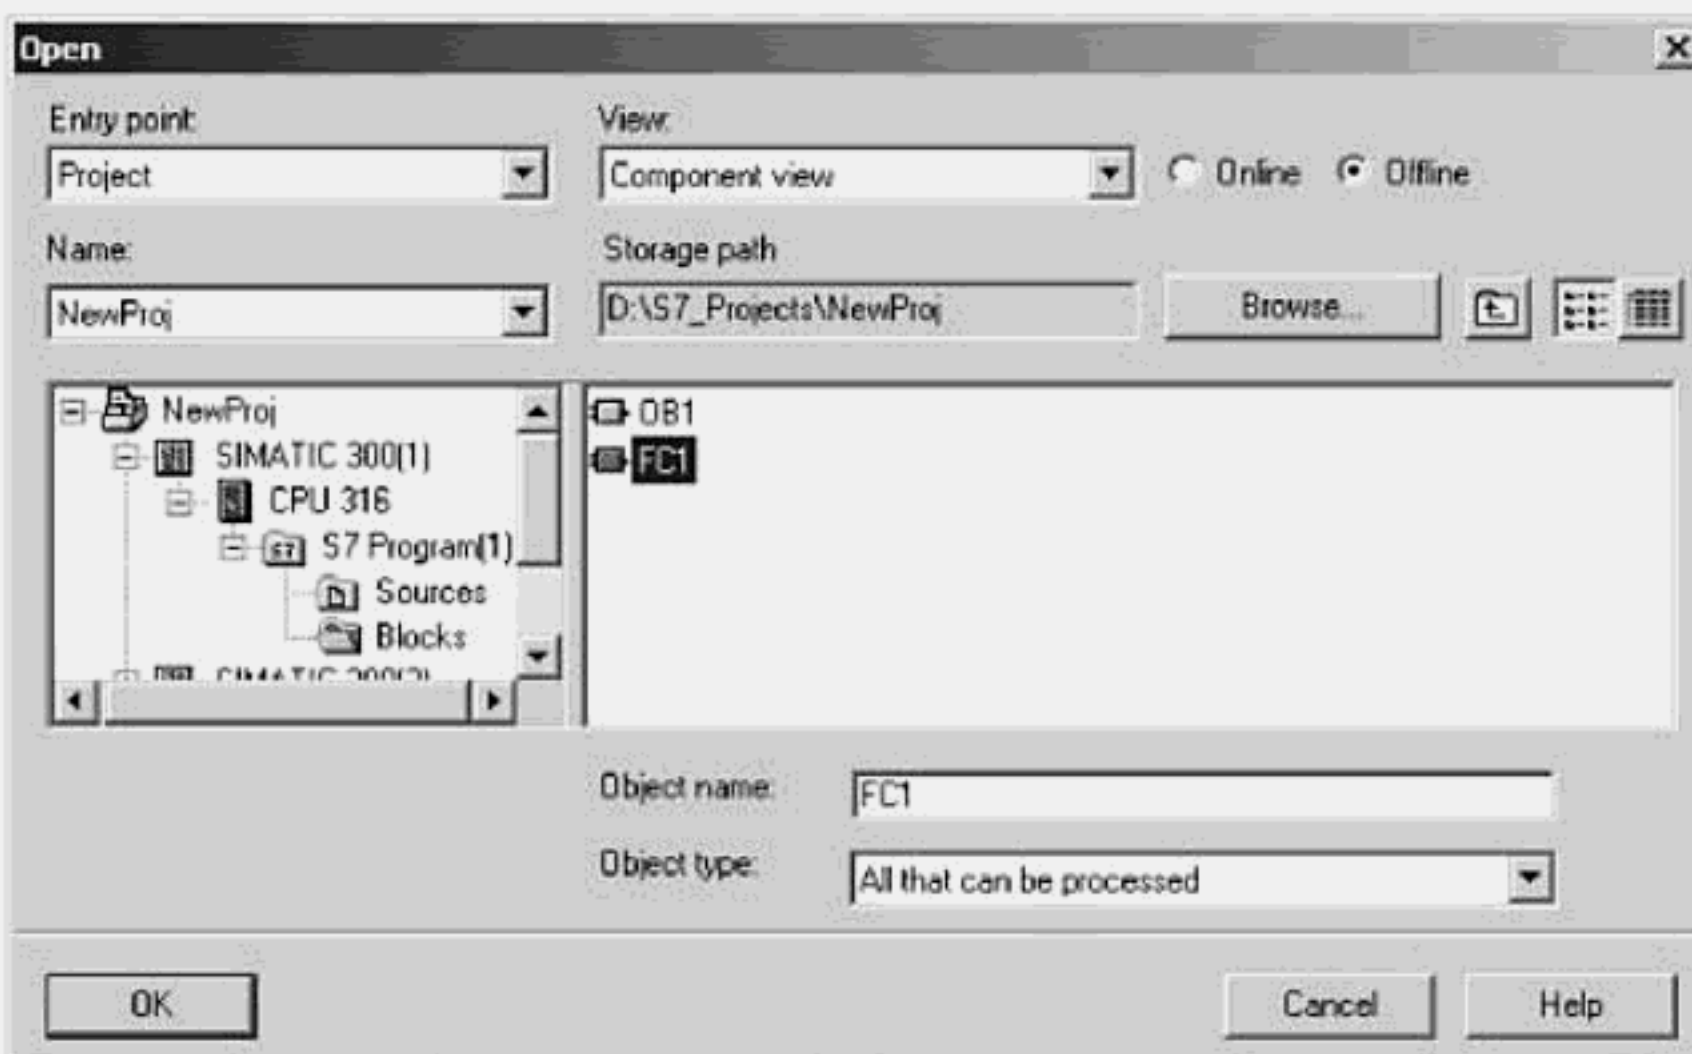 Open
Entry point:
View:
Project
Component view
Online
Offline
Name:
Storage path
NewProj
D:\S7_Projects\NewProj
Browse...
NewProj
SIMATIC 300(1)
CPU 316
S7 Program(1)
Sources
Blocks
OB1
FC1
Object name:
FC1
Object type:
All that can be processed
OK
Cancel
Help